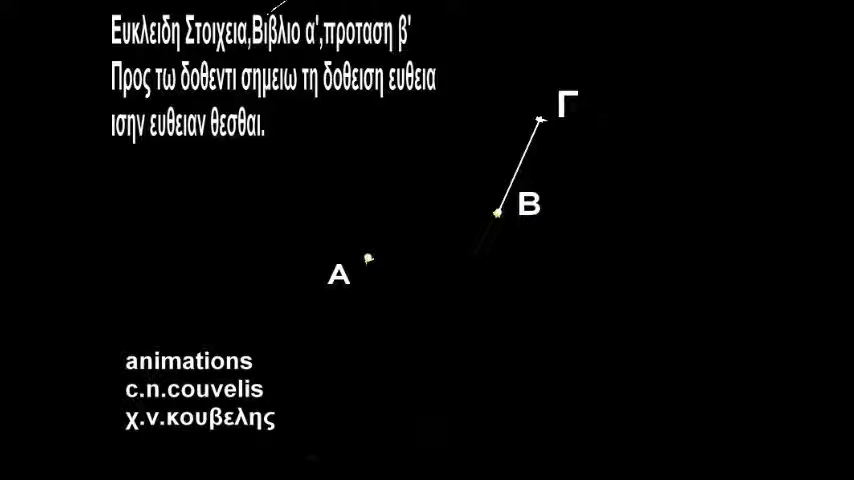 Ευκλειδη Στοιχεια,Βιβλιο α',προταση β'
Προς τω δοθεντι σημειω τη δοθειση ευθεια
ισην ευθειαν θεσθαι.
Γ
Β
Α
animations
c.n.couvelis
χ.ν.κουβελης